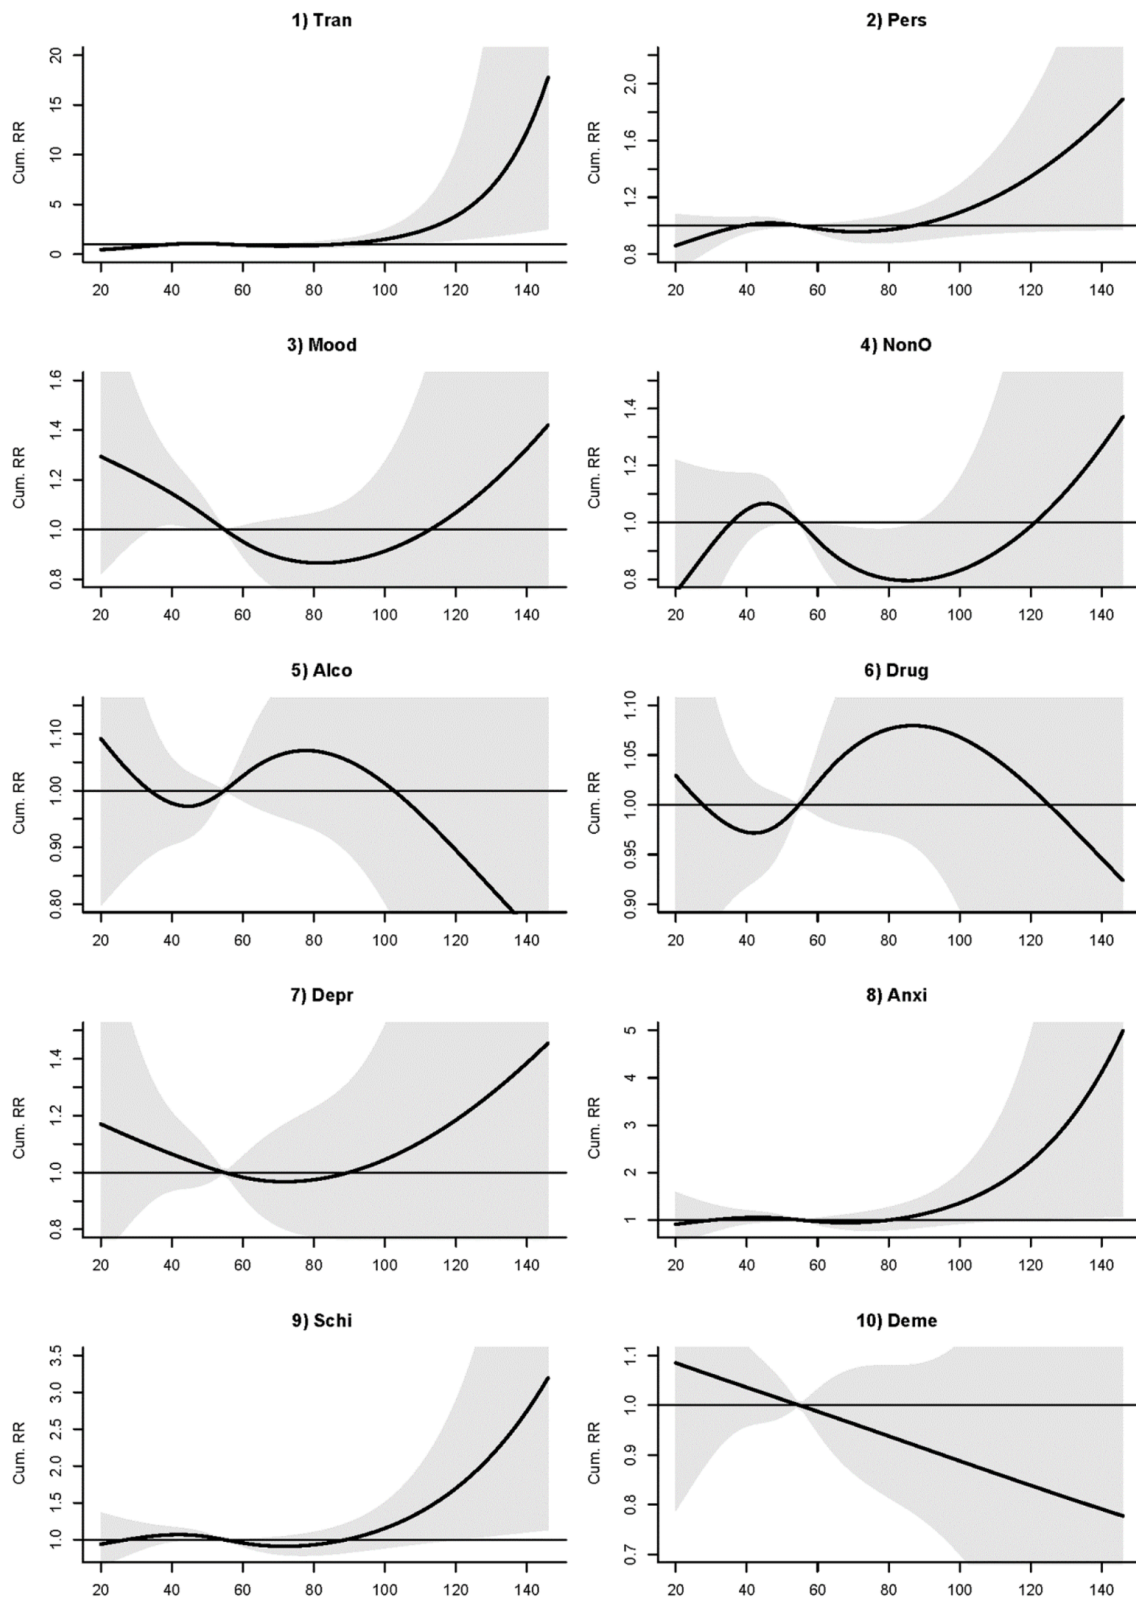 1) Tran
Cum. RR
20
15
10
5
0
20 40 60 80 100 120 140
2) Pers
Cum. RR
2.0
1.6
1.2
0.8
20 40 60 80 100 120 140
3) Mood
Cum. RR
1.6
1.4
1.2
1.0
0.8
20 40 60 80 100 120 140
4) NonO
Cum. RR
1.4
1.2
1.0
0.8
20 40 60 80 100 120 140
5) Alco
Cum. RR
1.10
1.00
0.90
0.80
20 40 60 80 100 120 140
6) Drug
Cum. RR
1.10
1.05
1.00
0.95
0.90
20 40 60 80 100 120 140
7) Depr
Cum. RR
1.4
1.2
1.0
0.8
20 40 60 80 100 120 140
8) Anxi
Cum. RR
5
4
3
2
1
20 40 60 80 100 120 140
9) Schi
Cum. RR
3.5
3.0
2.5
2.0
1.5
1.0
20 40 60 80 100 120 140
10) Deme
Cum. RR
1.1
1.0
0.9
0.8
0.7
20 40 60 80 100 120 140